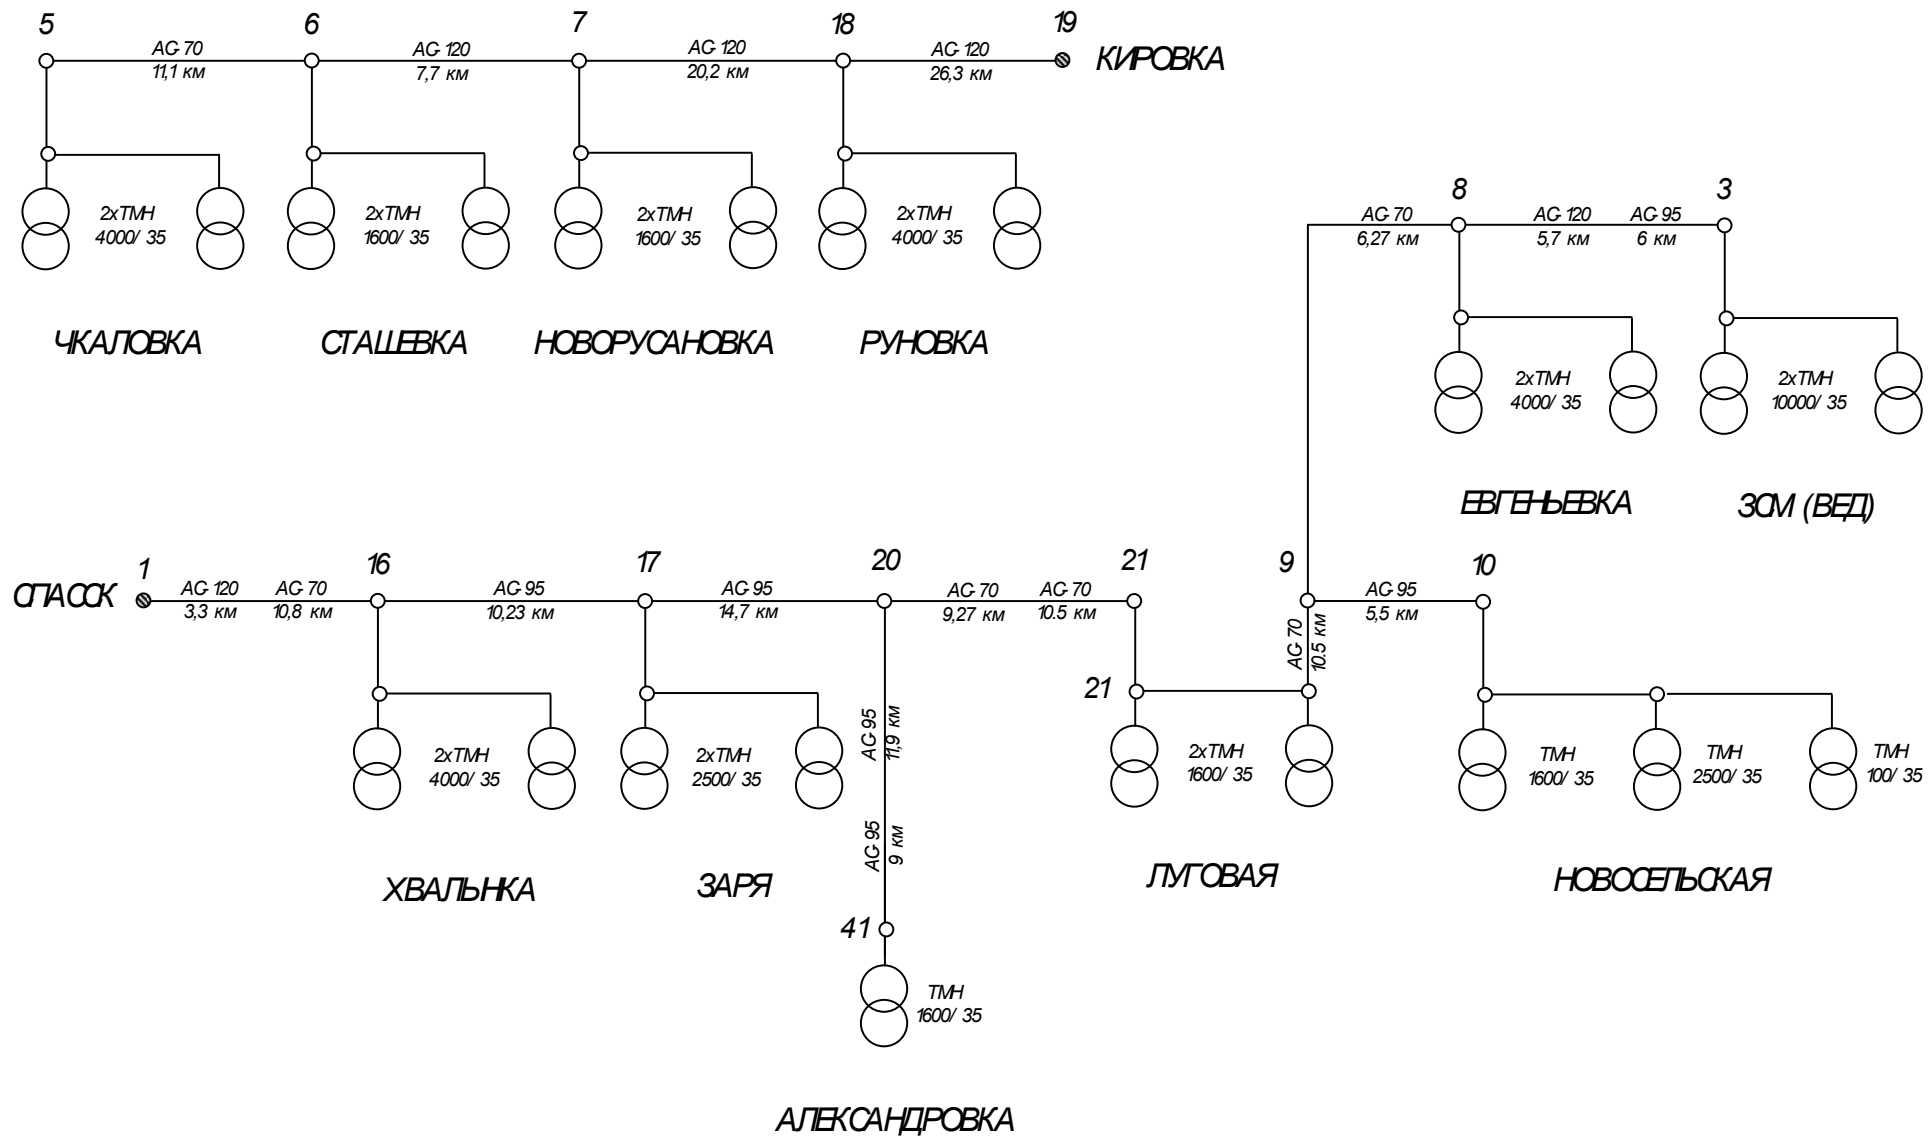 5
6
7
18
19
АС-70
11,1 км
АС-120
7,7 км
АС-120
20,2 км
АС-120
26,3 км
КИРОВКА
2хТМН
4000/ 35
2хТМН
1600/ 35
2хТМН
1600/ 35
2хТМН
4000/ 35
ЧКАЛОВКА
СТАШЕВКА
НОВОРУСАНОВКА
РУНОВКА
8
3
АС-70
6,27 км
АС-120
5,7 км
АС-95
6 км
2хТМН
4000/ 35
2хТМН
10000/ 35
ЕВГЕНЬЕВКА
ЗСМ (ВЕД)
СПАССК
1
16
17
20
21
9
10
АС-120
3,3 км
АС-70
10,8 км
АС-95
10,23 км
АС-95
14,7 км
АС-70
9,27 км
АС-70
10.5 км
АС-70
10.5 км
АС-95
5,5 км
21
АС-95
11,9 км
АС-95
9 км
2хТМН
4000/ 35
2хТМН
2500/ 35
2хТМН
1600/ 35
ТМН
1600/ 35
ТМН
2500/ 35
ТМН
100/ 35
ХВАЛЬНКА
ЗАРЯ
ЛУГОВАЯ
НОВОСЕЛЬСКАЯ
41
ТМН
1600/ 35
АЛЕКСАНДРОВКА